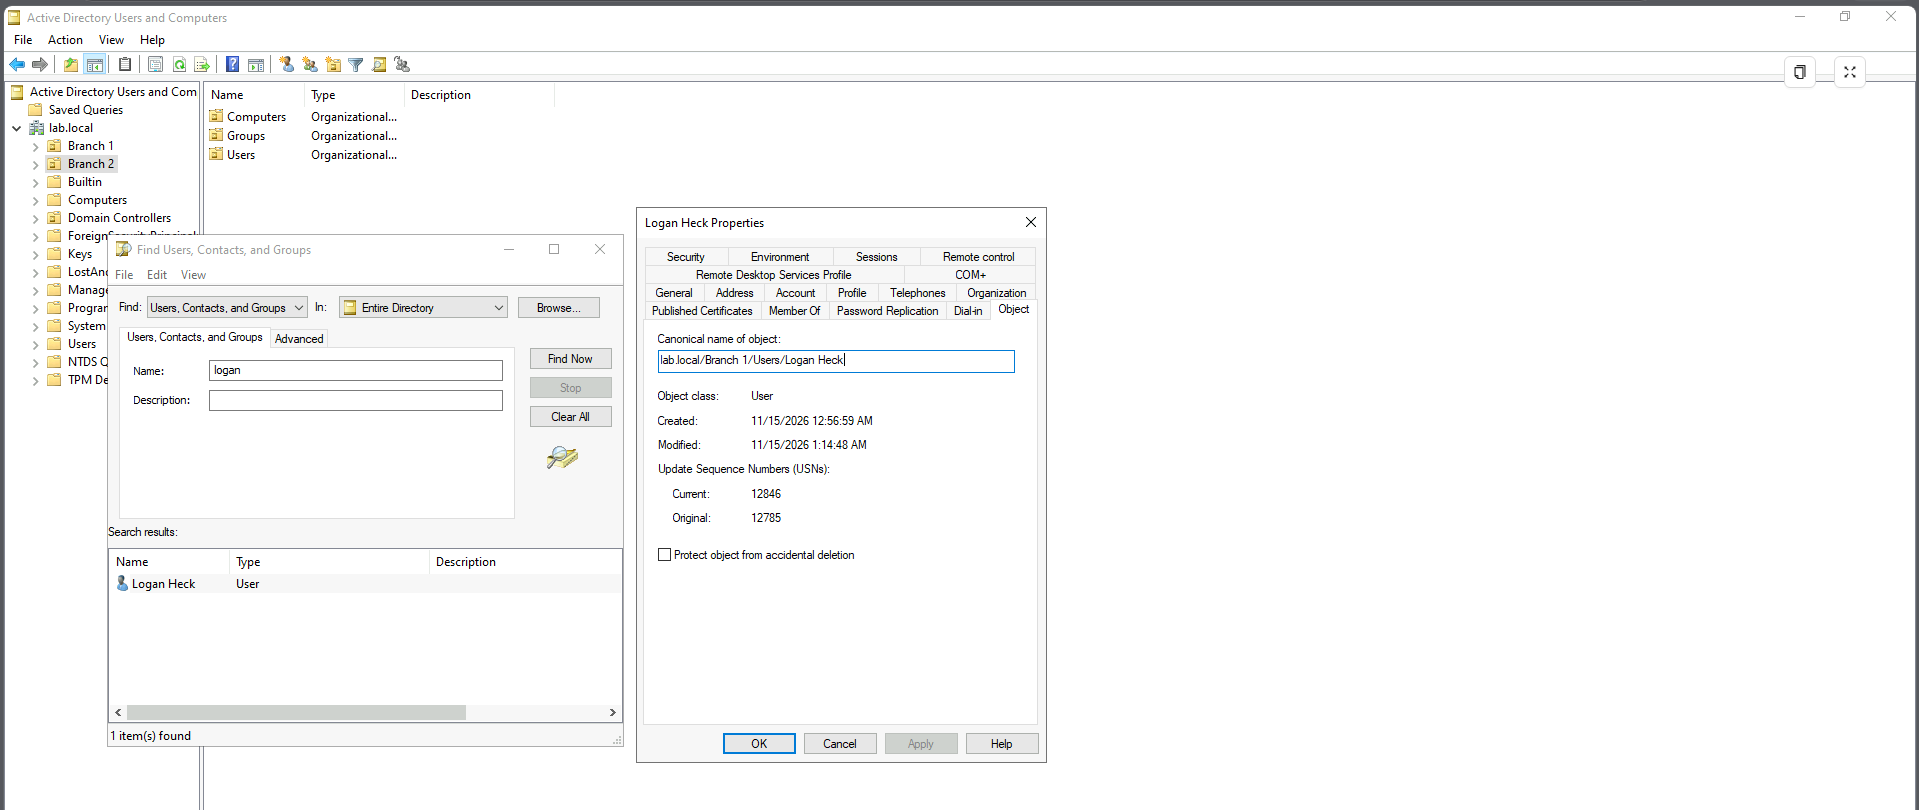 Active Directory Users and Computers
File Action View Help
Active Directory Users and Com
Saved Queries
lab.local
Branch 1
Branch 2
Builtin
Computers
Domain Controllers
ForeignSecurityPrincipal
Keys
LostAnd
Manage
Program
System
Users
NTDS Q
TPM De
Name Type Description
Computers Organizational...
Groups Organizational...
Users Organizational...
Find Users, Contacts, and Groups
File Edit View
Find: Users, Contacts, and Groups In: Entire Directory Browse...
Users, Contacts, and Groups Advanced
Name: logan
Description:
Find Now
Stop
Clear All
Search results:
Name Type Description
Logan Heck User
1 item(s) found
Logan Heck Properties
Security Environment Sessions Remote control
Remote Desktop Services Profile COM+
General Address Account Profile Telephones Organization
Published Certificates Member Of Password Replication Dial-in Object
Canonical name of object:
lab.local/Branch 1/Users/Logan Heck
Object class: User
Created: 11/15/2026 12:56:59 AM
Modified: 11/15/2026 1:14:48 AM
Update Sequence Numbers (USNs):
Current: 12846
Original: 12785
Protect object from accidental deletion
OK Cancel Apply Help